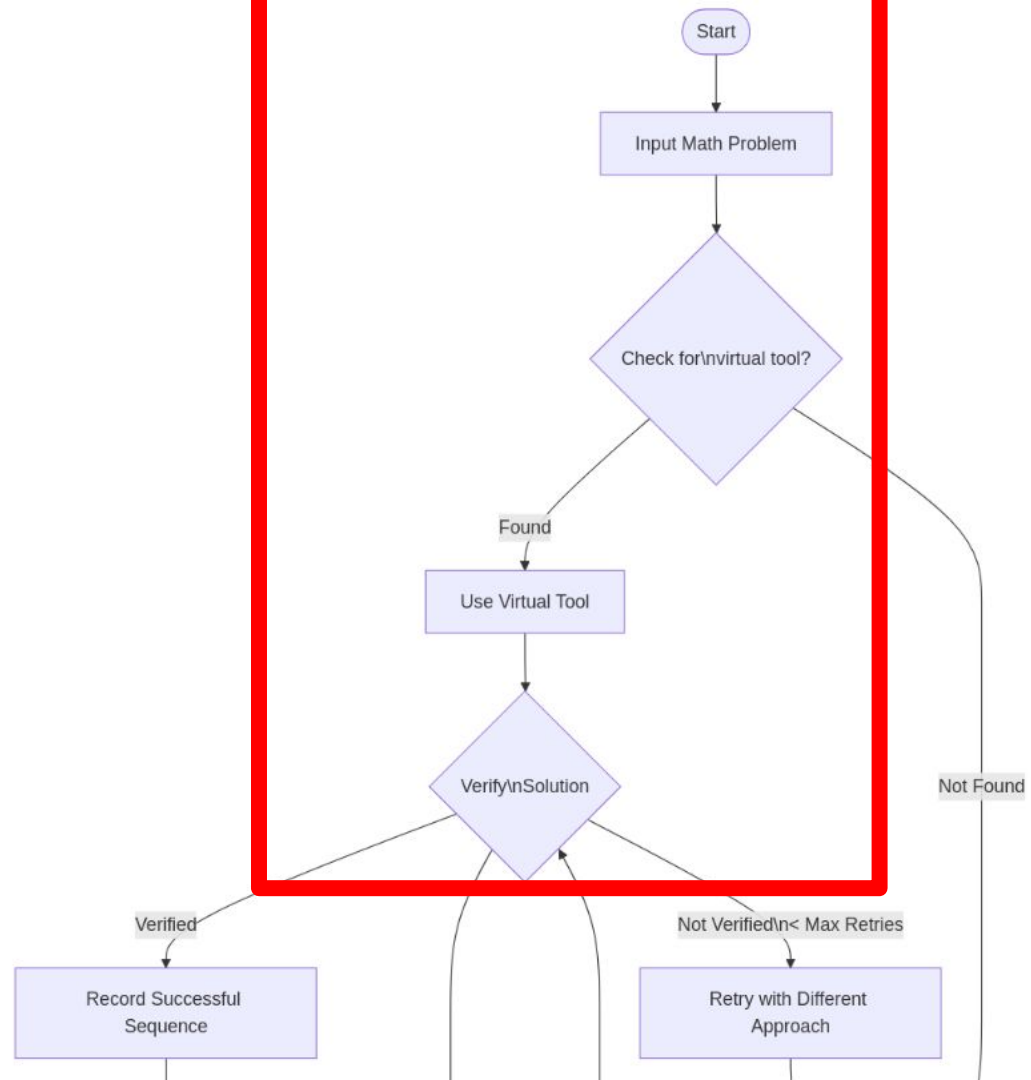 Start
Input Math Problem
Check for\nvirtual tool?
Found
Use Virtual Tool
Verify\nSolution
Not Found
Verified
Not Verified\n< Max Retries
Record Successful
Sequence
Retry with Different
Approach